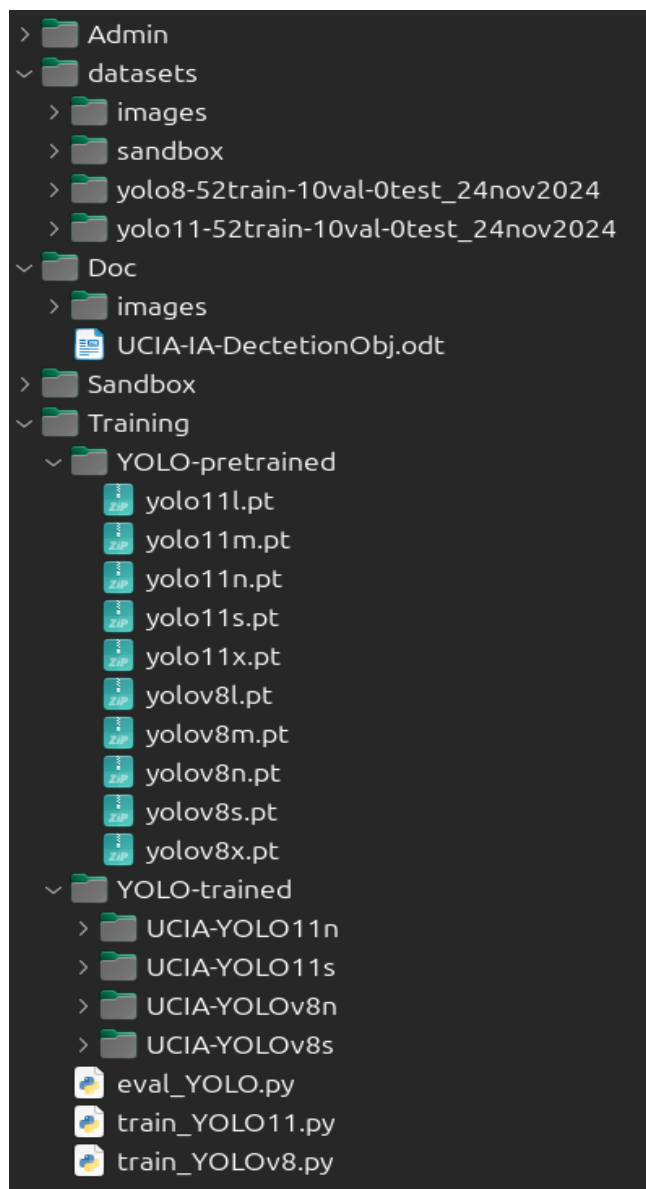 Admin
datasets
images
sandbox
yolo8-52train-10val-0test_24nov2024
yolo11-52train-10val-0test_24nov2024
Doc
images
UCIA-IA-DectetionObj.odt
Sandbox
Training
YOLO-pretrained
yolo11l.pt
yolo11m.pt
yolo11n.pt
yolo11s.pt
yolo11x.pt
yolov8l.pt
yolov8m.pt
yolov8n.pt
yolov8s.pt
yolov8x.pt
YOLO-trained
UCIA-YOLO11n
UCIA-YOLO11s
UCIA-YOLOv8n
UCIA-YOLOv8s
eval_YOLO.py
train_YOLO11.py
train_YOLOv8.py